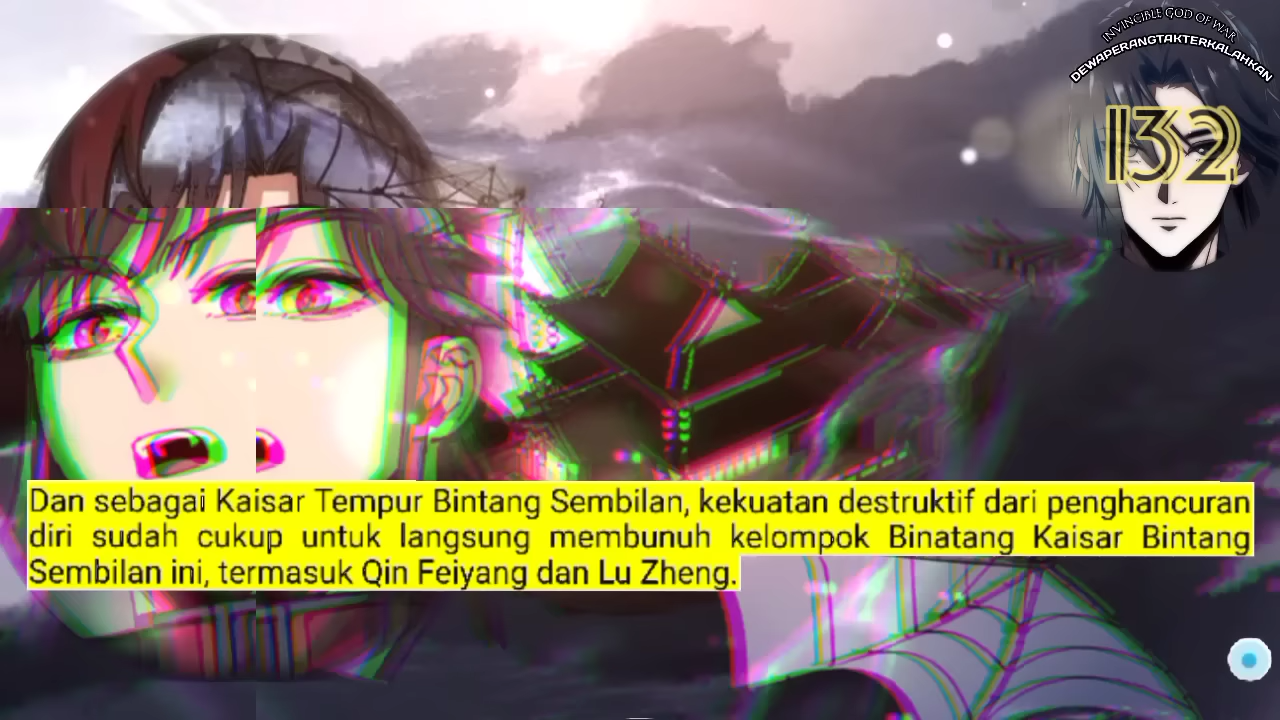 INVINCIBLE GOD OF WAR
DEWAPERANGTAKTERKALAHKAN
132
Dan sebagai Kaisar Tempur Bintang Sembilan, kekuatan destruktif dari penghancuran
diri sudah cukup untuk langsung membunuh kelompok Binatang Kaisar Bintang
Sembilan ini, termasuk Qin Feiyang dan Lu Zheng.